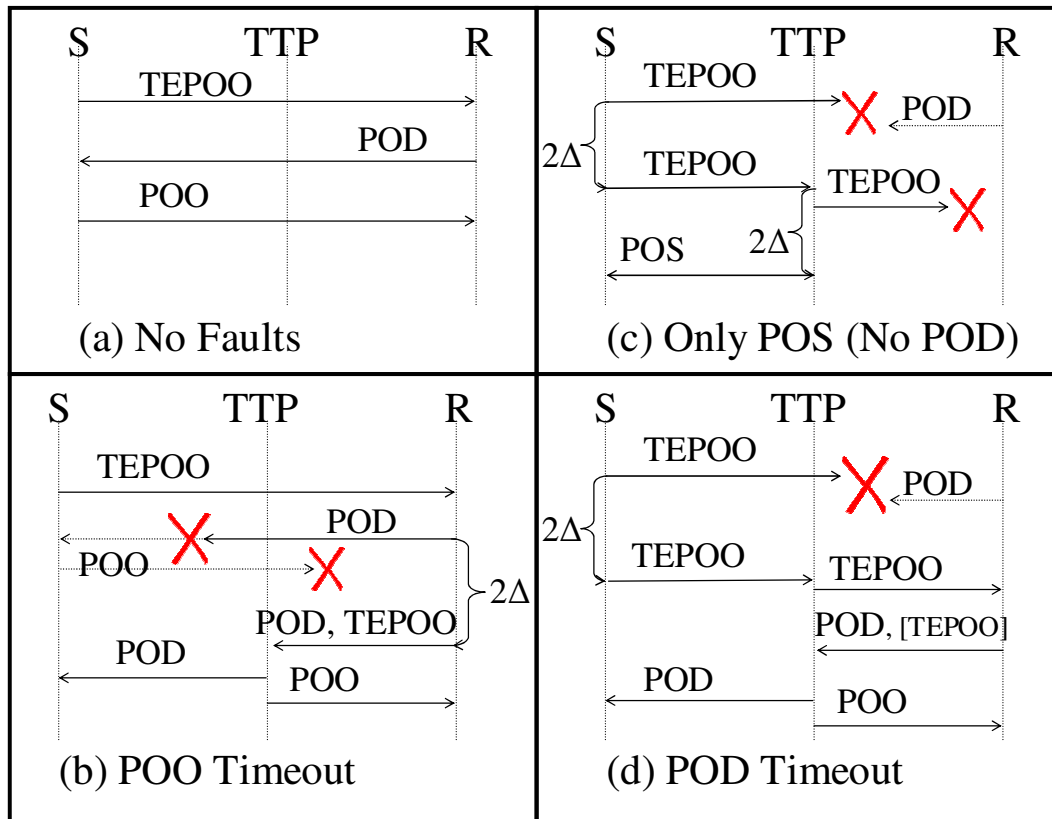 S TTP R
TEPOO
POD
POO
(a) No Faults
S TTP R
TEPOO
POD
2Δ
TEPOO
TEPOO
2Δ
POS
(c) Only POS (No POD)
S TTP R
TEPOO
POD
POO
2Δ
POD, TEPOO
POD
POO
(b) POO Timeout
S TTP R
TEPOO
POD
2Δ
TEPOO
TEPOO
POD, [TEPOO]
POD
POO
(d) POD Timeout